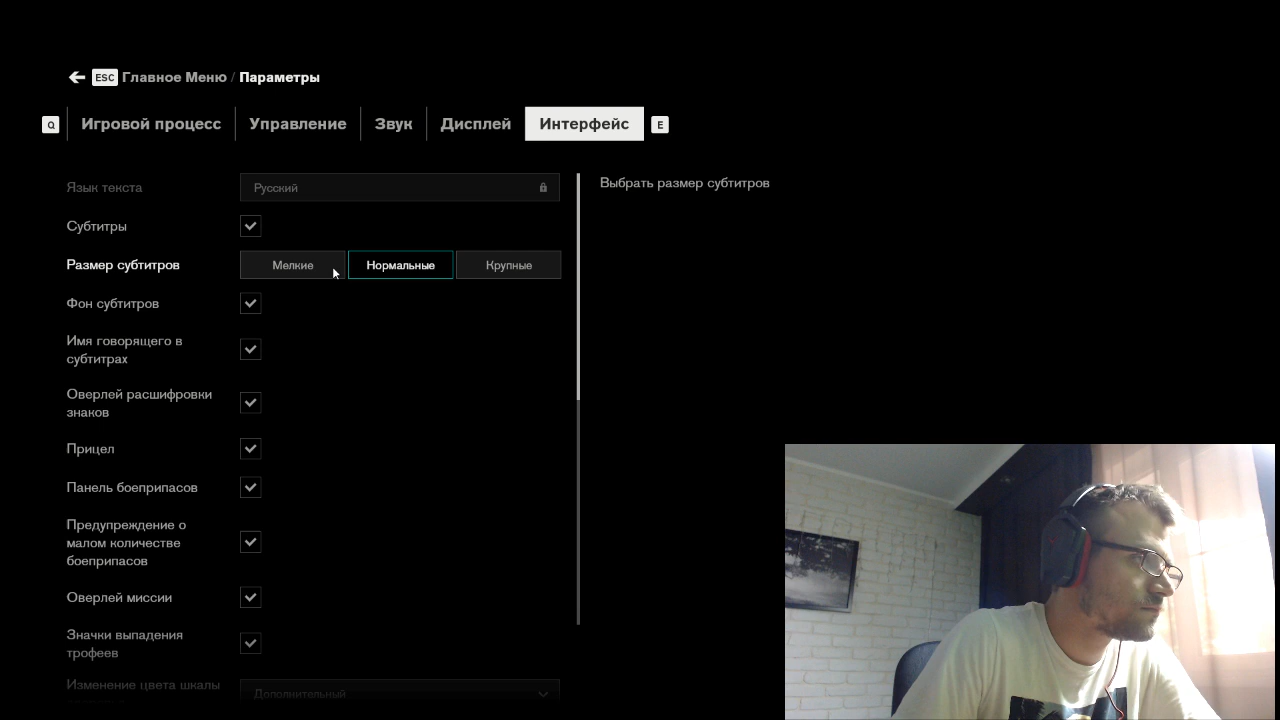 ESC Главное Меню / Параметры
Q Игровой процесс Управление Звук Дисплей Интерфейс E
Язык текста Русский
Выбрать размер субтитров
Субтитры
Размер субтитров Мелкие Нормальные Крупные
Фон субтитров
Имя говорящего в
субтитрах
Оверлей расшифровки
знаков
Прицел
Панель боеприпасов
Предупреждение о
малом количестве
боеприпасов
Оверлей миссии
Значки выпадения
трофеев
Изменение цвета шкалы
Дополнительный